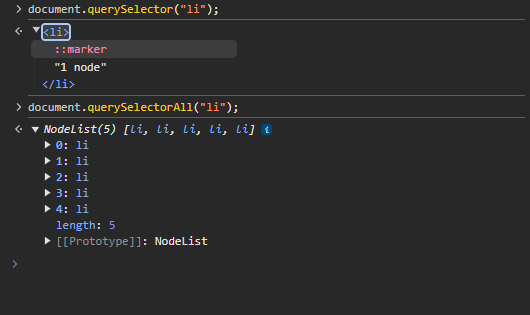 document.querySelector("li");
<li>
::marker
"1 node"
</li>
document.querySelectorAll("li");
NodeList(5) [li, li, li, li, li] i
0: li
1: li
2: li
3: li
4: li
length: 5
[[Prototype]]: NodeList